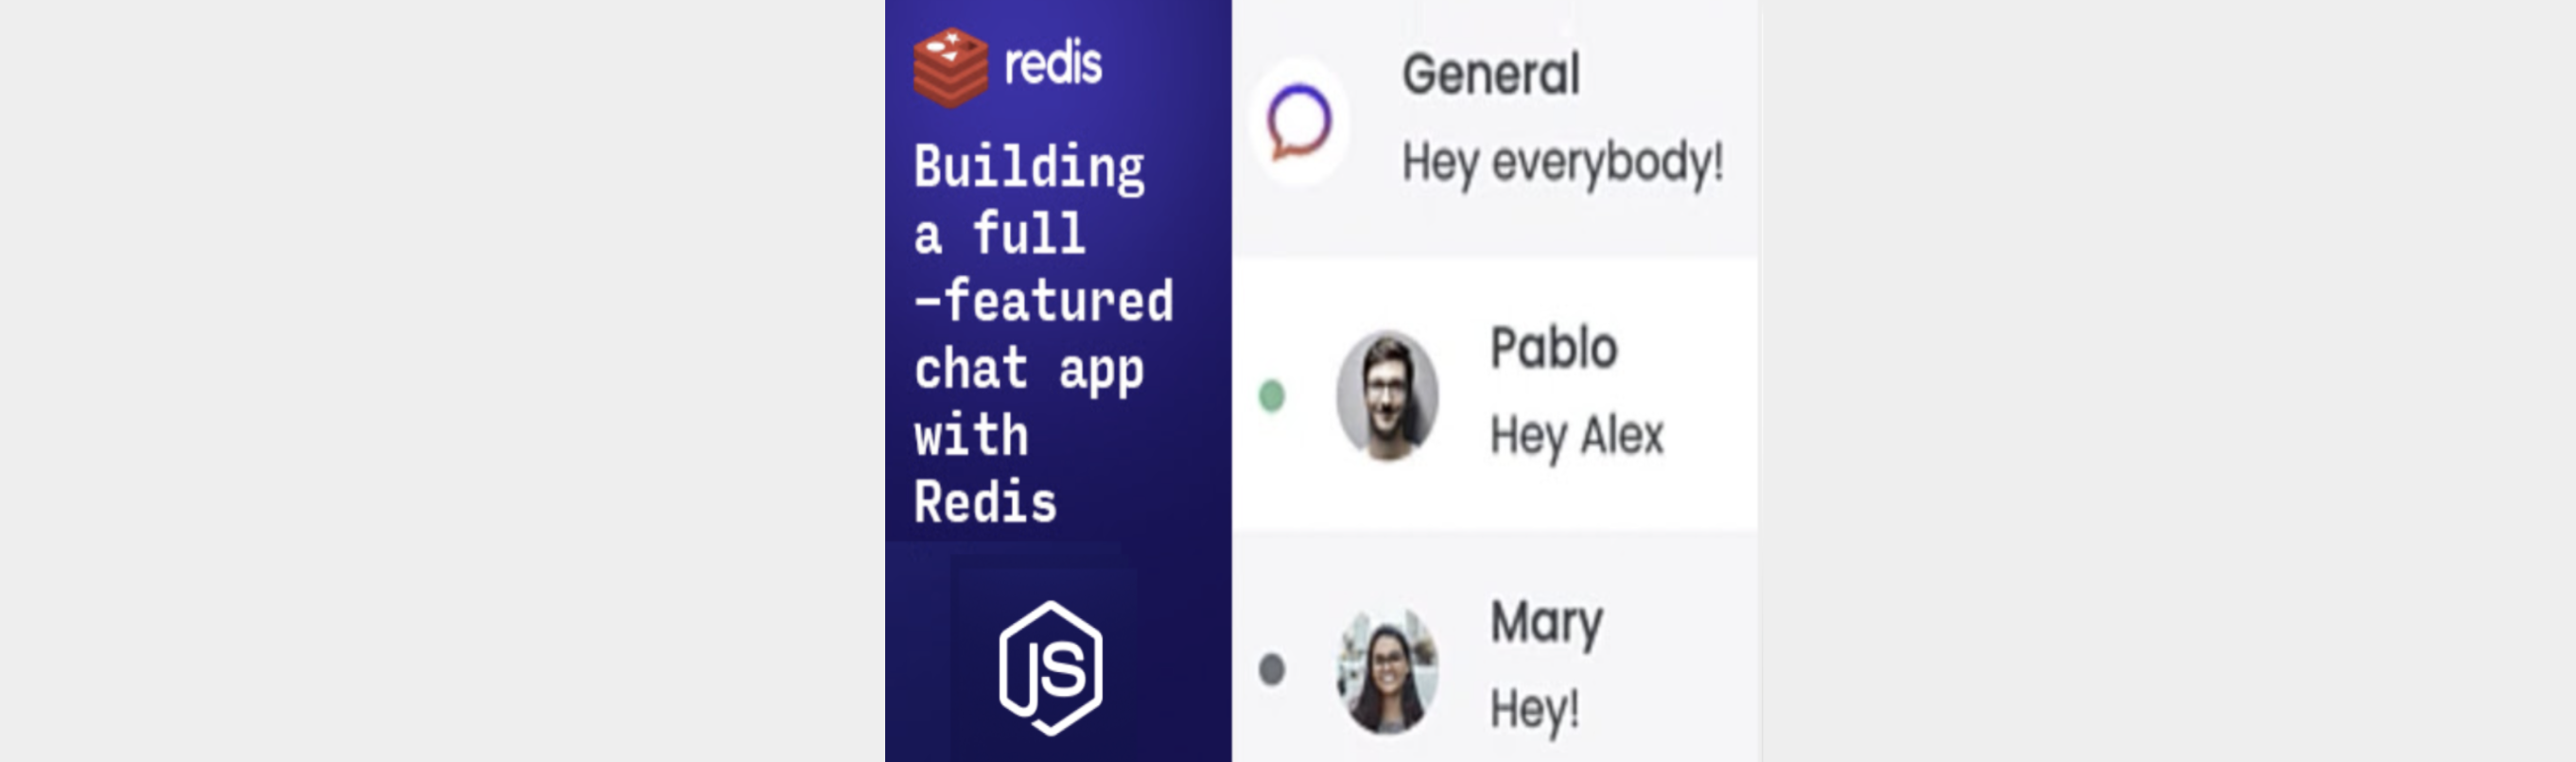 redis
Building
a full
-featured
chat app
with
Redis
JS
General
Hey everybody!
Pablo
Hey Alex
Mary
Hey!